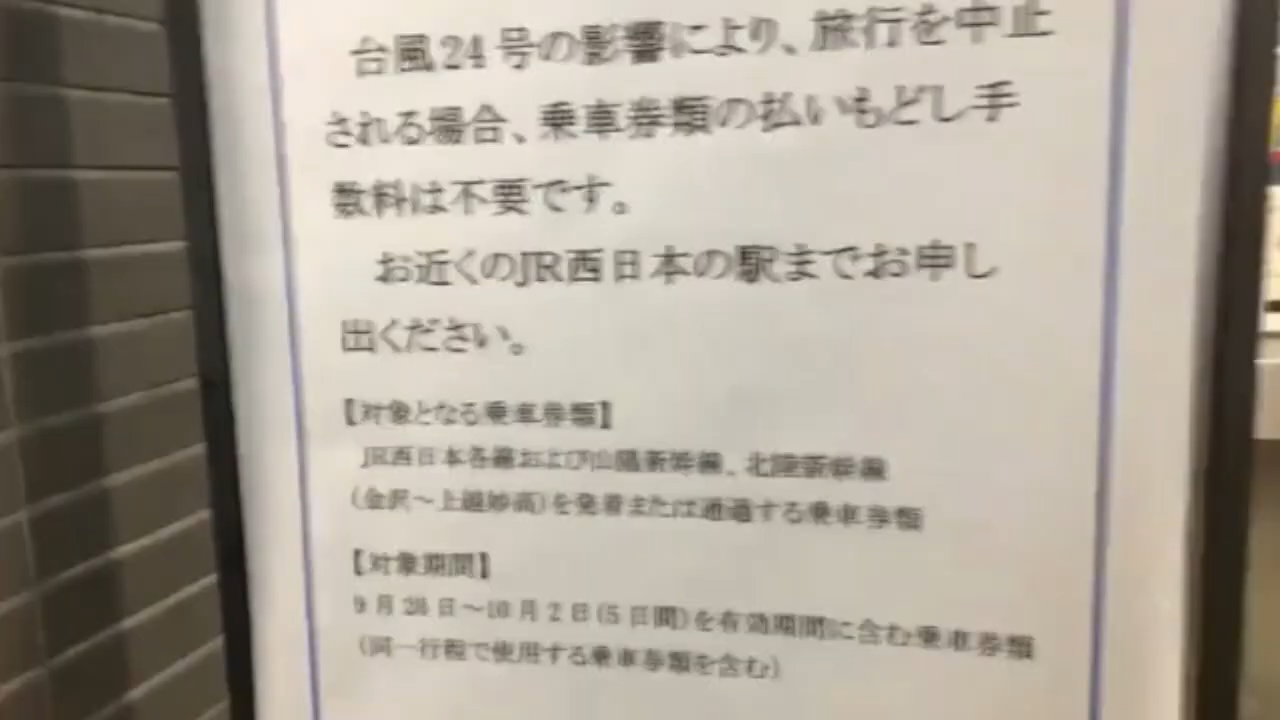 台風24号の影響により、旅行を中止
される場合、乗車券類の払いもどし手
数料は不要です。
お近くのJR西日本の駅までお申し
出ください。
【対象となる乗車券類】
JR西日本各線および山陽新幹線、北陸新幹線
(金沢～上越妙高)を発着または通過する乗車券類
【対象期間】
9月28日～10月2日(5日間)を有効期間に含む乗車券類
(同一行程で使用する乗車券類を含む)